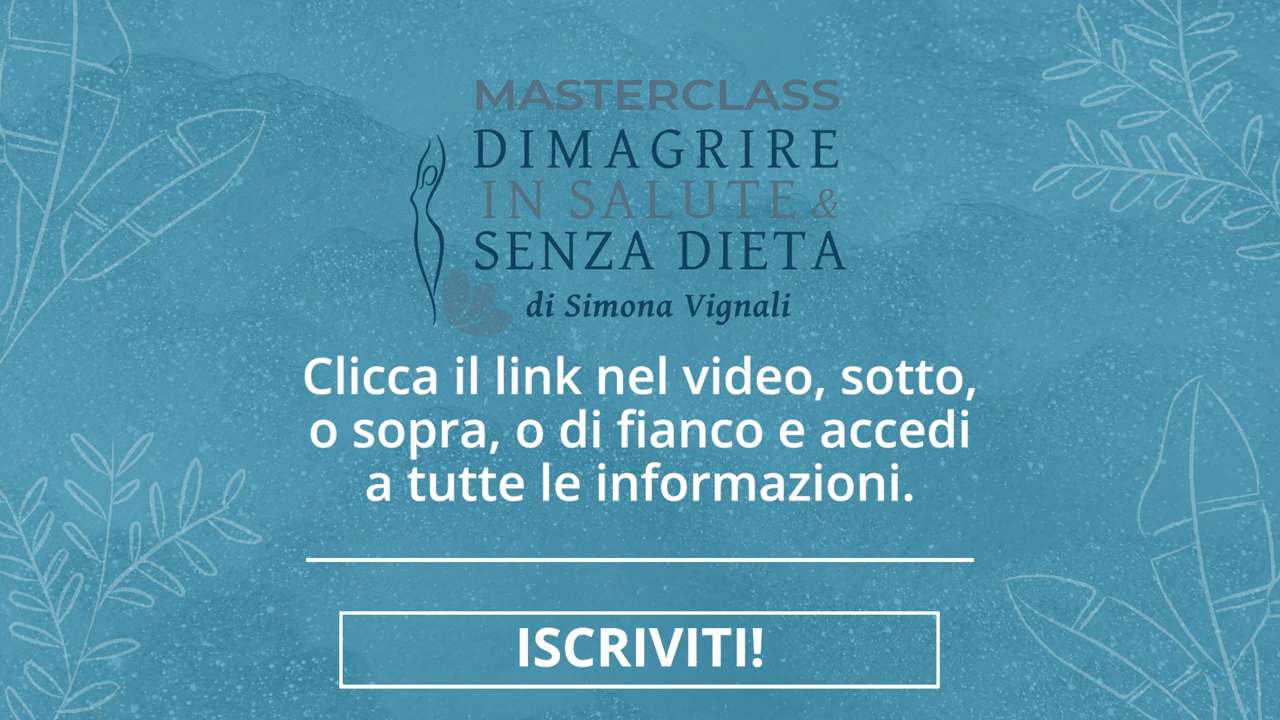 MASTERCLASS
DIMAGRIRE
IN SALUTE &
SENZA DIETA
di Simona Vignali
Clicca il link nel video, sotto,
o sopra, o di fianco e accedi
a tutte le informazioni.
ISCRIVITI!